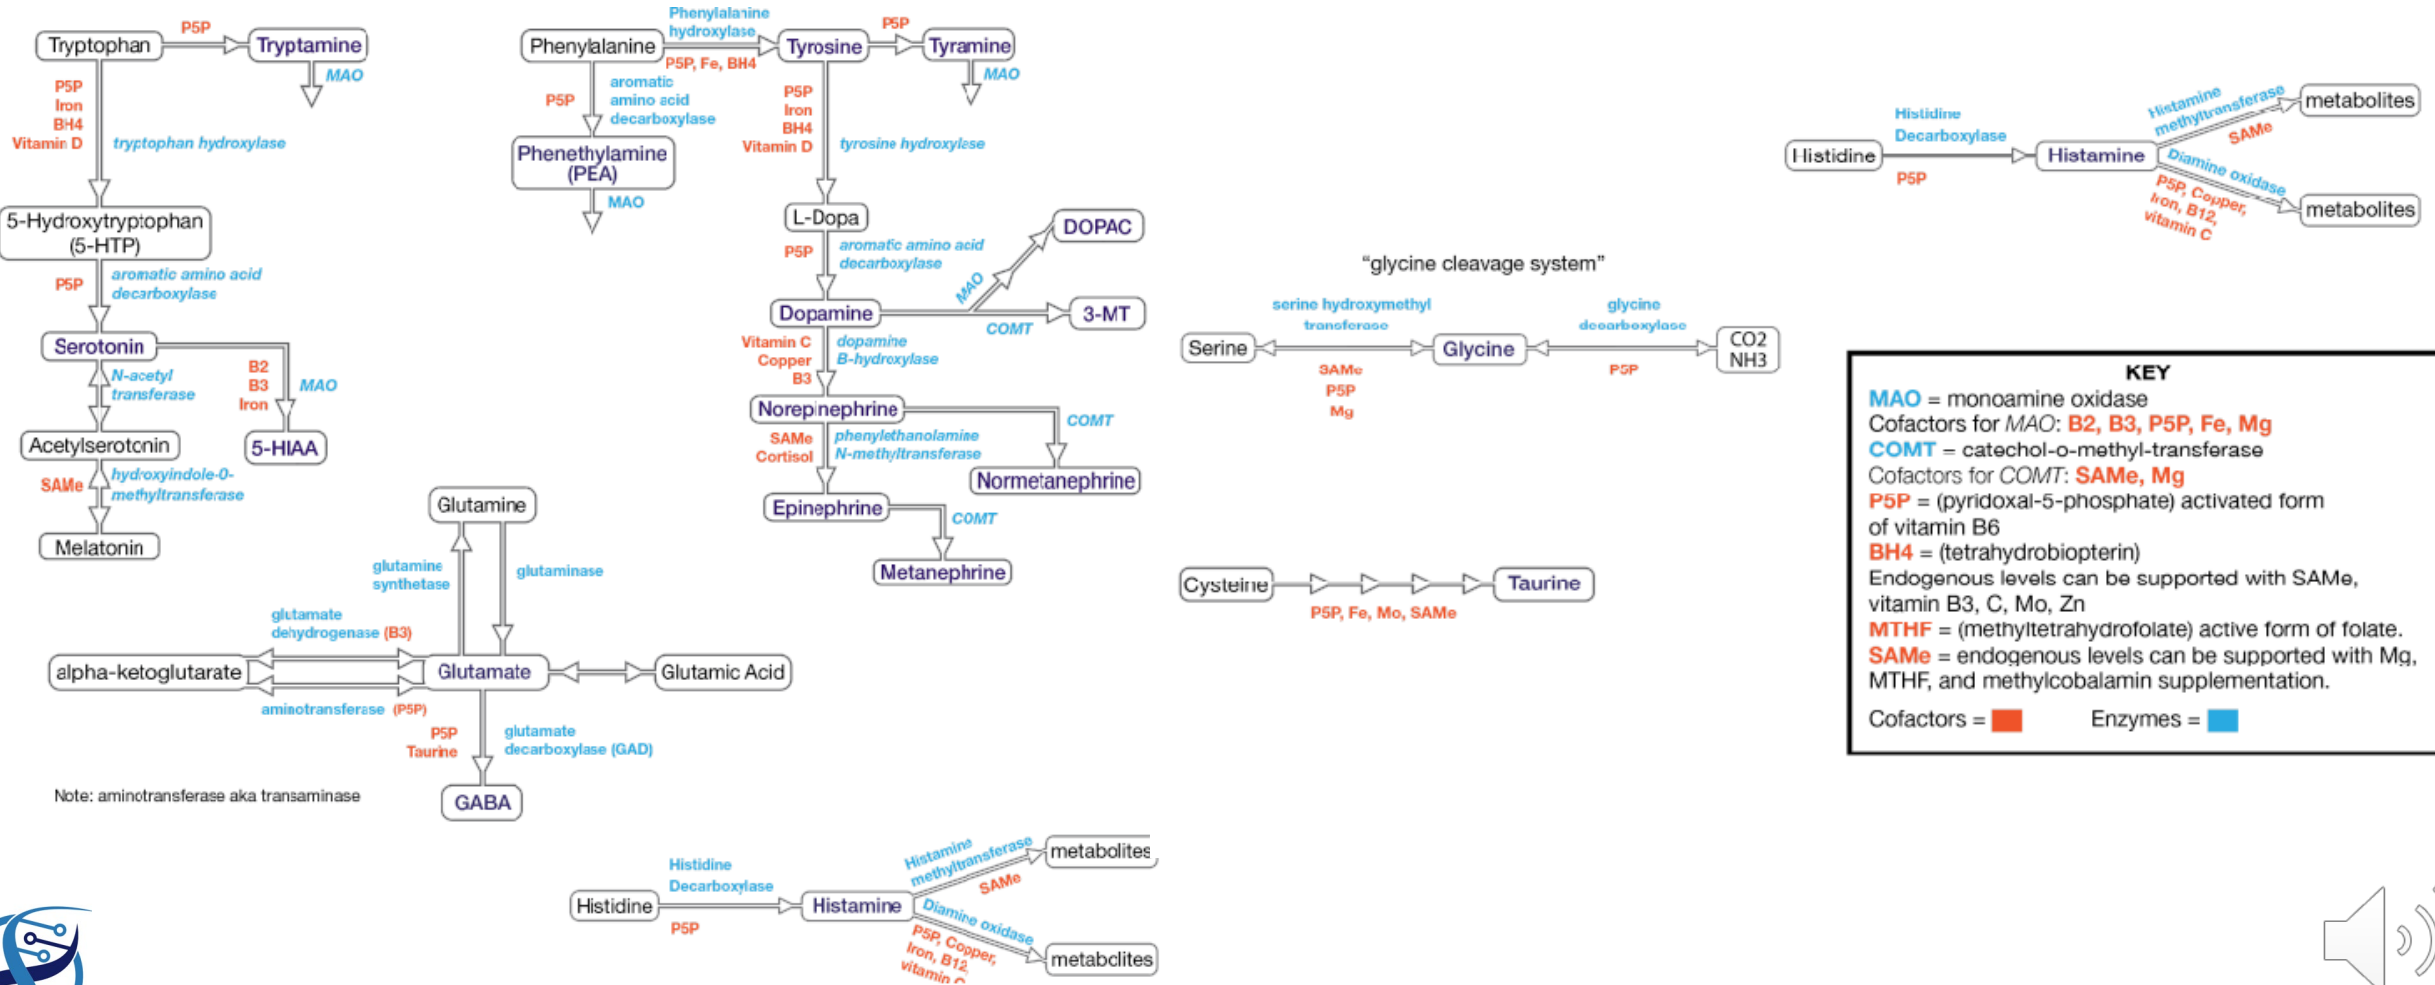 Tryptophan
P5P
Tryptamine
MAO
P5P
Iron
BH4
Vitamin D
tryptophan hydroxylase
5-Hydroxytryptophan
(5-HTP)
P5P
aromatic amino acid
decarboxylase
Serotonin
N-acetyl
transferase
B2
B3
Iron
MAO
Acetylserotonin
5-HIAA
SAMe
hydroxyindole-0-
methyltransferase
Melatonin
Phenylalanine
Phenylalanine
hydroxylase
P5P, Fe, BH4
Tyrosine
P5P
Tyramine
MAO
P5P
aromatic
amino acid
decarboxylase
Phenethylamine
(PEA)
MAO
P5P
Iron
BH4
Vitamin D
tyrosine hydroxylase
L-Dopa
P5P
aromatic amino acid
decarboxylase
DOPAC
MAO
Dopamine
COMT
3-MT
Vitamin C
Copper
B3
dopamine
B-hydroxylase
Norepinephrine
COMT
SAMe
Cortisol
phenylethanolamine
N-methyltransferase
Normetanephrine
Epinephrine
COMT
Metanephrine
Glutamine
glutamine
synthetase
glutaminase
glutamate
dehydrogenase (B3)
alpha-ketoglutarate
Glutamate
Glutamic Acid
aminotransferase (P5P)
P5P
Taurine
glutamate
decarboxylase (GAD)
GABA
Note: aminotransferase aka transaminase
Histidine
Decarboxylase
Histidine
P5P
Histamine
Histamine
methyltransferase
SAMe
metabolites
Diamine oxidase
P5P, Copper,
Iron, B12,
vitamin C
metabolites
"glycine cleavage system"
serine hydroxymethyl
transferase
glycine
decarboxylase
Serine
Glycine
CO2
NH3
SAMe
P5P
Mg
P5P
Cysteine
Taurine
P5P, Fe, Mo, SAMe
Histidine
Decarboxylase
Histidine
P5P
Histamine
Histamine
methyltransferase
SAMe
metabolites
Diamine oxidase
P5P, Copper,
Iron, B12,
vitamin C
metabolites
KEY
MAO = monoamine oxidase
Cofactors for MAO: B2, B3, P5P, Fe, Mg
COMT = catechol-o-methyl-transferase
Cofactors for COMT: SAMe, Mg
P5P = (pyridoxal-5-phosphate) activated form
of vitamin B6
BH4 = (tetrahydrobiopterin)
Endogenous levels can be supported with SAMe,
vitamin B3, C, Mo, Zn
MTHF = (methyltetrahydrofolate) active form of folate.
SAMe = endogenous levels can be supported with Mg,
MTHF, and methylcobalamin supplementation.
Cofactors =
Enzymes =